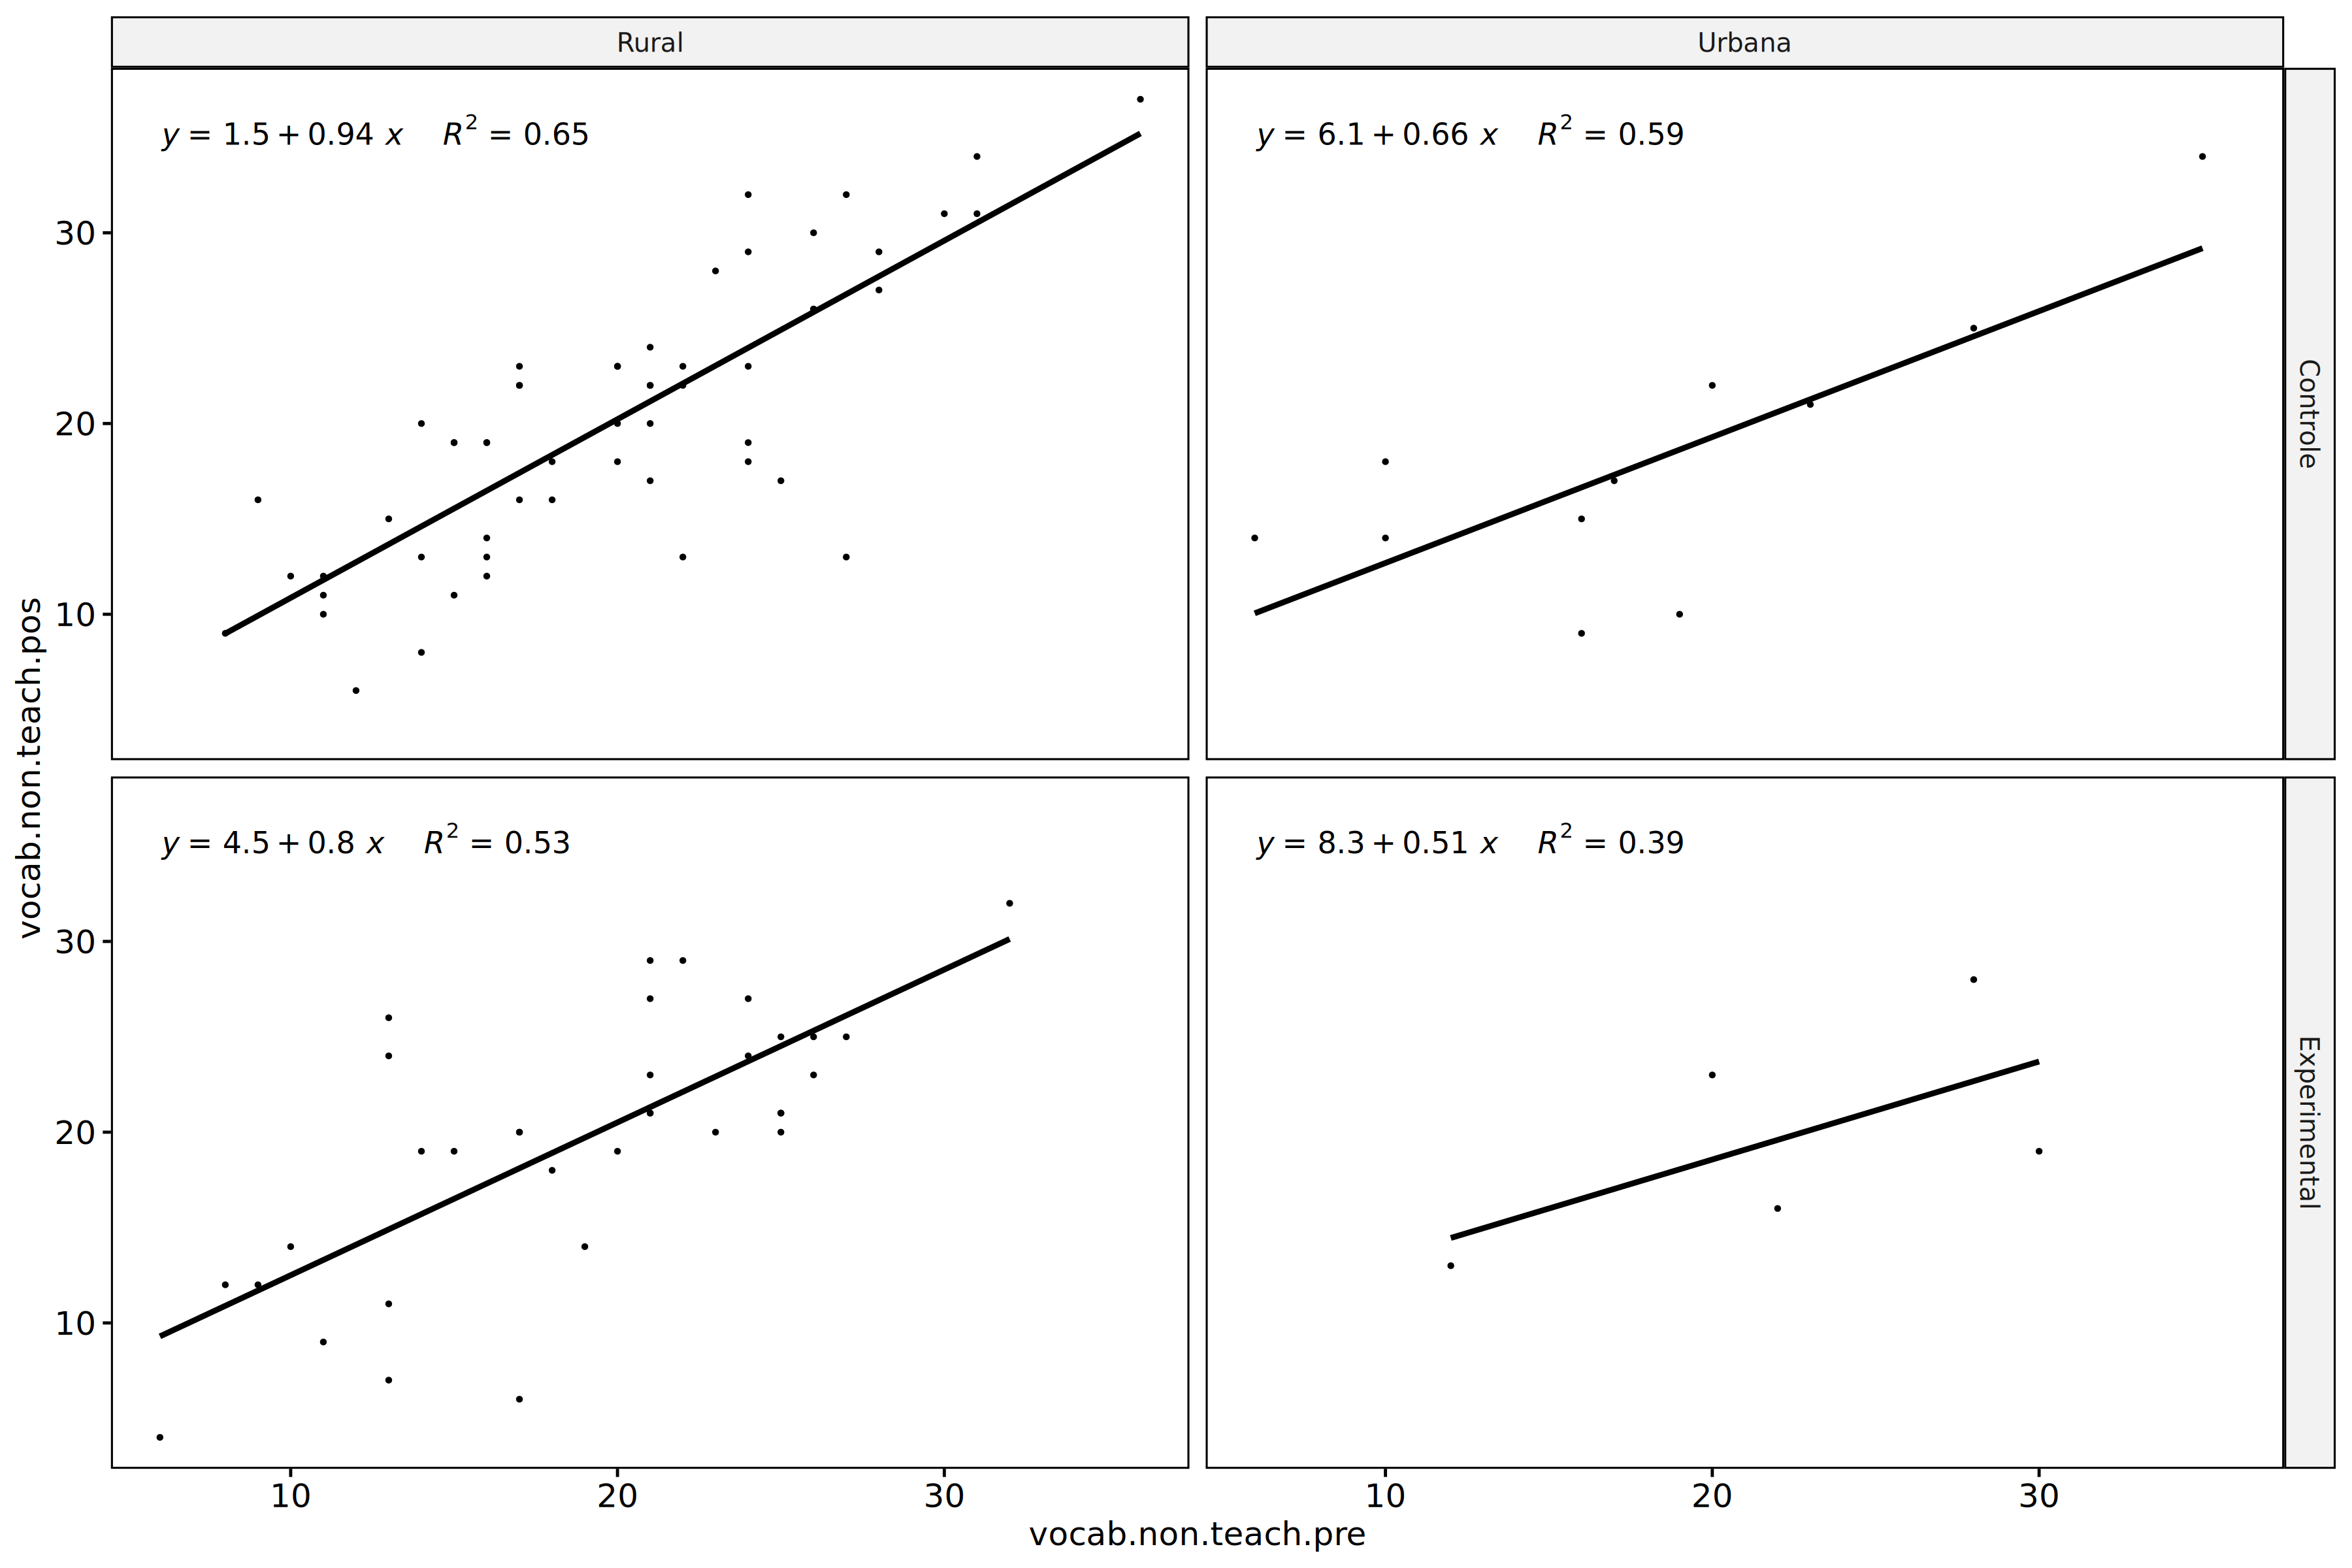 Rural
Urbana
y = 1.5 + 0.94 x R² = 0.65
y = 6.1 + 0.66 x R² = 0.59
30
20
10
Controle
y = 4.5 + 0.8 x R² = 0.53
y = 8.3 + 0.51 x R² = 0.39
30
20
10
Experimental
vocab.non.teach.pos
10 20 30 10 20 30
vocab.non.teach.pre